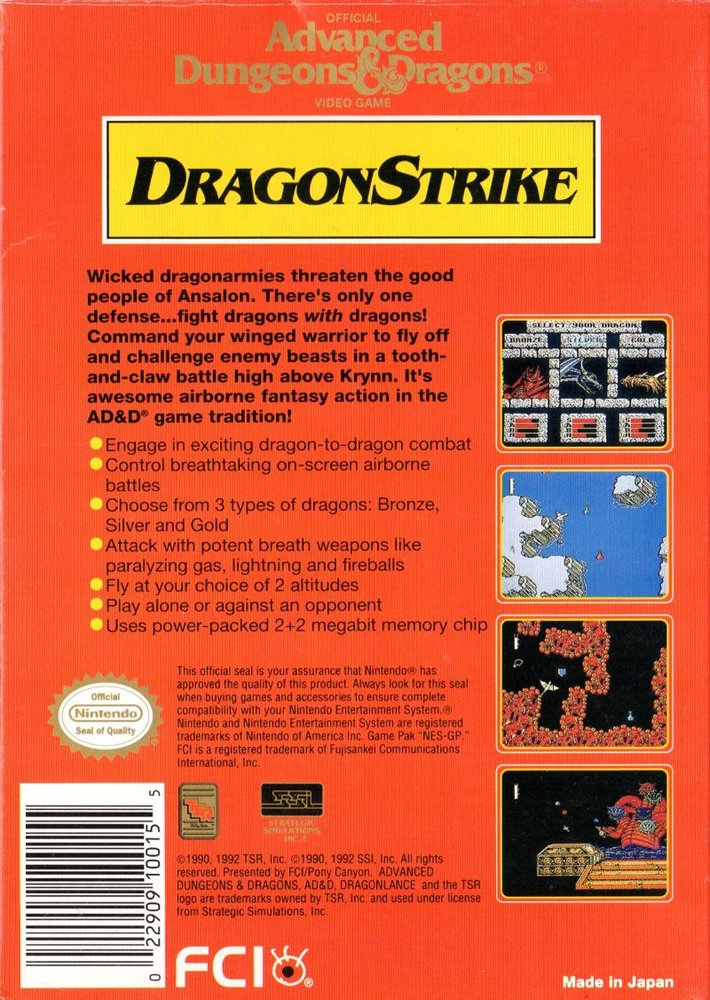 OFFICIAL
Advanced
Dungeons & Dragons®
VIDEO GAME
DRAGONSTRIKE
Wicked dragonarmies threaten the good
people of Ansalon. There's only one
defense...fight dragons with dragons!
Command your winged warrior to fly off
and challenge enemy beasts in a tooth-
and-claw battle high above Krynn. It's
awesome airborne fantasy action in the
AD&D® game tradition!
Engage in exciting dragon-to-dragon combat
Control breathtaking on-screen airborne
battles
Choose from 3 types of dragons: Bronze,
Silver and Gold
Attack with potent breath weapons like
paralyzing gas, lightning and fireballs
Fly at your choice of 2 altitudes
Play alone or against an opponent
Uses power-packed 2+2 megabit memory chip
SELECT YOUR DRAGON
BRONZE SILVER GOLD
Official
Nintendo
Seal of Quality
This official seal is your assurance that Nintendo® has
approved the quality of this product. Always look for this seal
when buying games and accessories to ensure complete
compatibility with your Nintendo Entertainment System.®
Nintendo and Nintendo Entertainment System are registered
trademarks of Nintendo of America Inc. Game Pak "NES-GP."
FCI is a registered trademark of Fujisankei Communications
International, Inc.
SSI
STRATEGIC
SIMULATIONS,
INC.®
©1990, 1992 TSR, Inc. ©1990, 1992 SSI, Inc. All rights
reserved. Presented by FCI/Pony Canyon. ADVANCED
DUNGEONS & DRAGONS, AD&D, DRAGONLANCE and the TSR
logo are trademarks owned by TSR, Inc. and used under license
from Strategic Simulations, Inc.
0 22909 10015 5
FCI®
Made in Japan